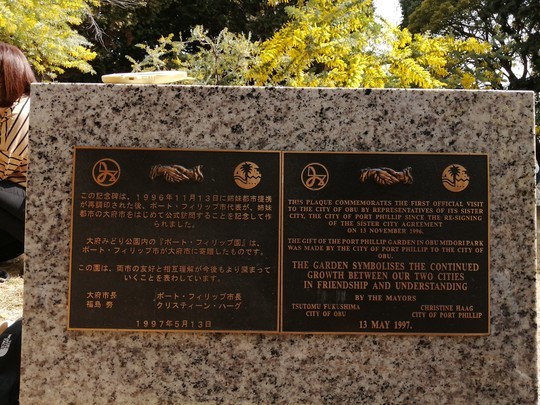 この記念碑は、1996年11月13日に姉妹都市提携
が再調印された後、ポート・フィリップ市代表が、姉妹
都市の大府市をはじめて公式訪問することを記念して作
られました。
大府みどり公園内の『ポート・フィリップ園』は、
ポート・フィリップ市が大府市に寄贈したものです。
この園は、両市の友好と相互理解が今後もより深まって
いくことを表わしています。
大府市長 ポート・フィリップ市長
福島 務 クリスティーン・ハーグ
1997年5月13日
THIS PLAQUE COMMEMORATES THE FIRST OFFICIAL VISIT
TO THE CITY OF OBU BY REPRESENTATIVES OF ITS SISTER
CITY, THE CITY OF PORT PHILLIP SINCE THE RE-SIGNING
OF THE SISTER CITY AGREEMENT
ON 13 NOVEMBER 1996.
THE GIFT OF THE PORT PHILLIP GARDEN IN OBU MIDORI PARK
WAS MADE BY THE CITY OF PORT PHILLIP TO THE CITY OF
OBU.
THE GARDEN SYMBOLISES THE CONTINUED
GROWTH BETWEEN OUR TWO CITIES
IN FRIENDSHIP AND UNDERSTANDING
BY THE MAYORS
TSUTOMU FUKUSHIMA CHRISTINE HAAG
CITY OF OBU CITY OF PORT PHILLIP
13 MAY 1997.